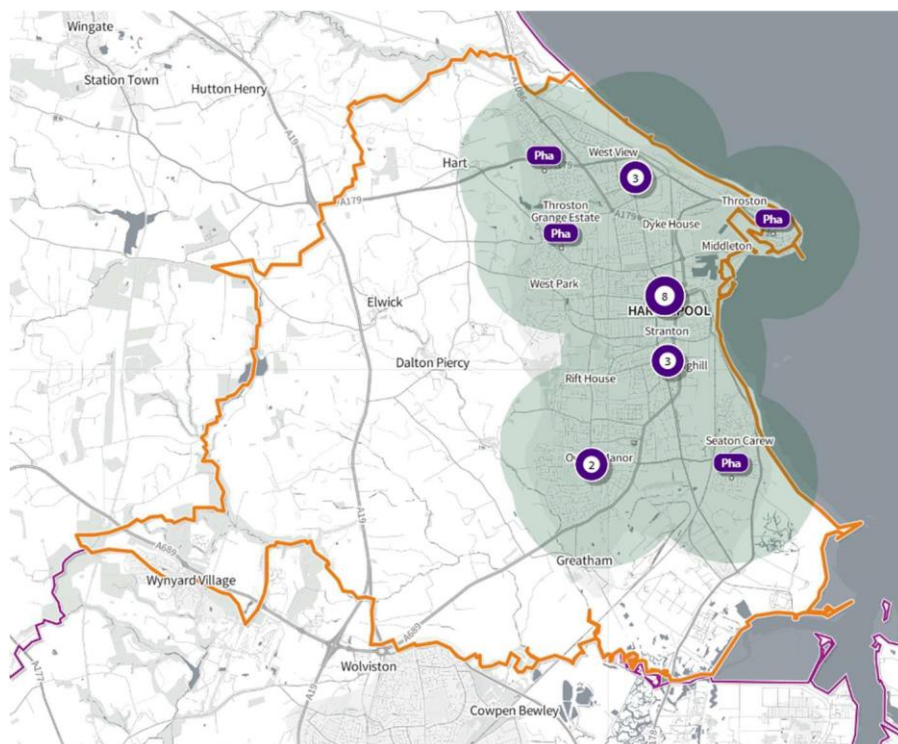 Wingate
Station Town
Hutton Henry
A19
A1086
Hart
Pha
West View
3
A179
Throston
Grange Estate
Pha
A179
Dyke House
Throston
Pha
Middleton
West Park
8
Elwick
Stranton
Dalton Piercy
3
Rift House
Seaton Carew
2
Pha
A19
A689
Greatham
Wynyard Village
A689
Wolviston
A177
A19
Cowpen Bewley